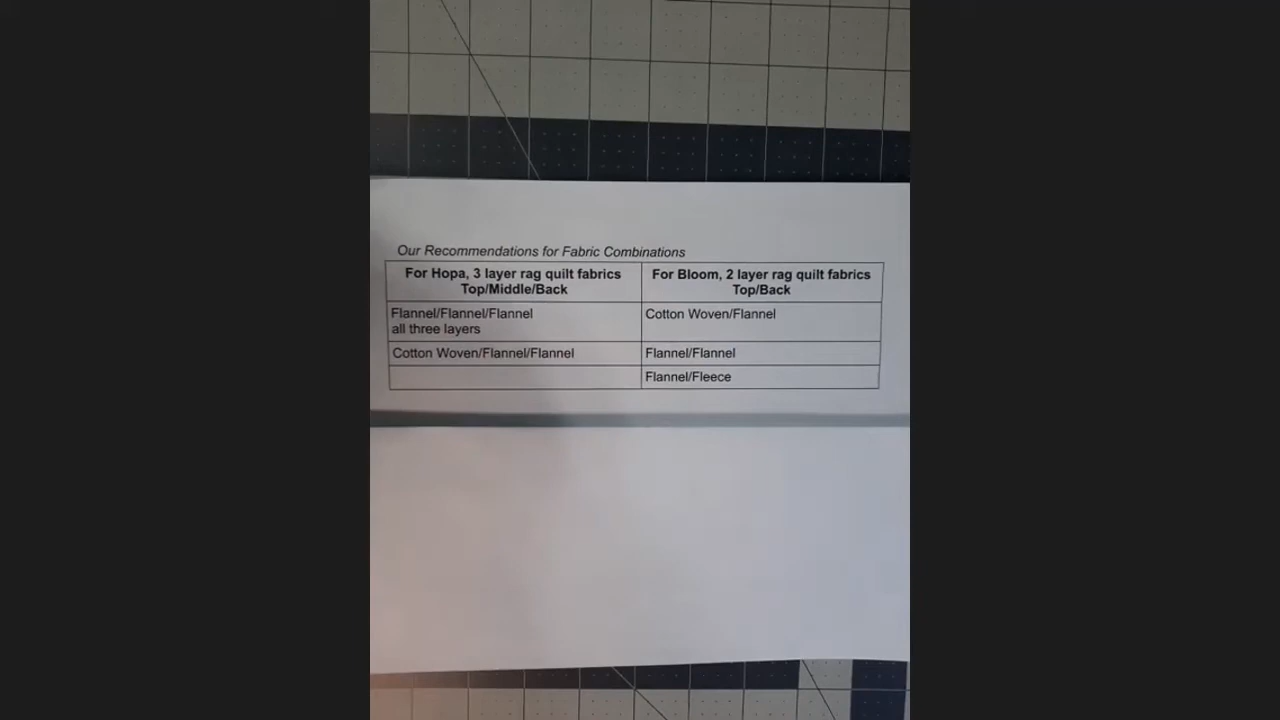 Our Recommendations for Fabric Combinations
For Hopa, 3 layer rag quilt fabrics
Top/Middle/Back
For Bloom, 2 layer rag quilt fabrics
Top/Back
Flannel/Flannel/Flannel
all three layers
Cotton Woven/Flannel
Cotton Woven/Flannel/Flannel
Flannel/Flannel
Flannel/Fleece